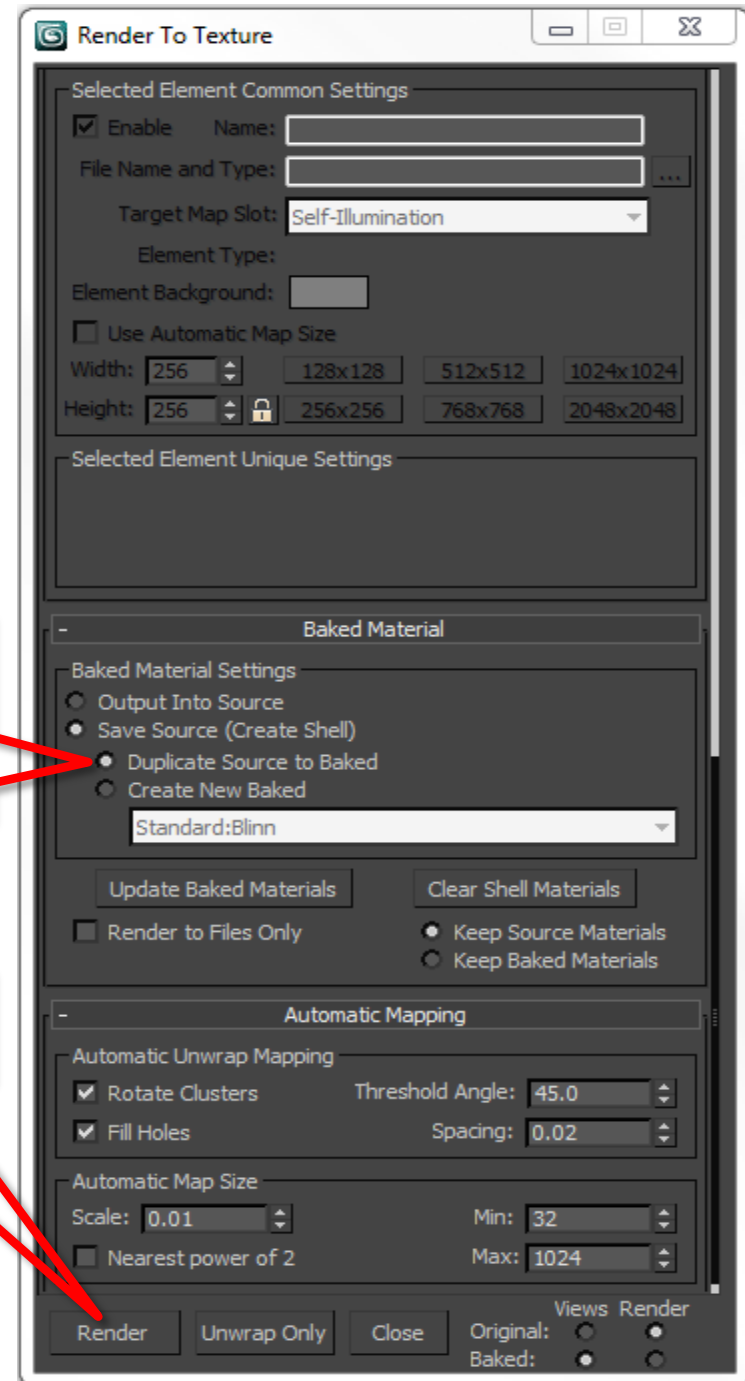 Render To Texture
Selected Element Common Settings
Enable Name:
File Name and Type: ...
Target Map Slot: Self-Illumination
Element Type:
Element Background:
Use Automatic Map Size
Width: 256 128x128 512x512 1024x1024
Height: 256 256x256 768x768 2048x2048
Selected Element Unique Settings
- Baked Material
Baked Material Settings
Output Into Source
Save Source (Create Shell)
Duplicate Source to Baked
Create New Baked
Standard:Blinn
Update Baked Materials Clear Shell Materials
Render to Files Only Keep Source Materials
Keep Baked Materials
- Automatic Mapping
Automatic Unwrap Mapping
Rotate Clusters Threshold Angle: 45.0
Fill Holes Spacing: 0.02
Automatic Map Size
Scale: 0.01 Min: 32
Nearest power of 2 Max: 1024
Views Render
Render Unwrap Only Close Original:
Baked: